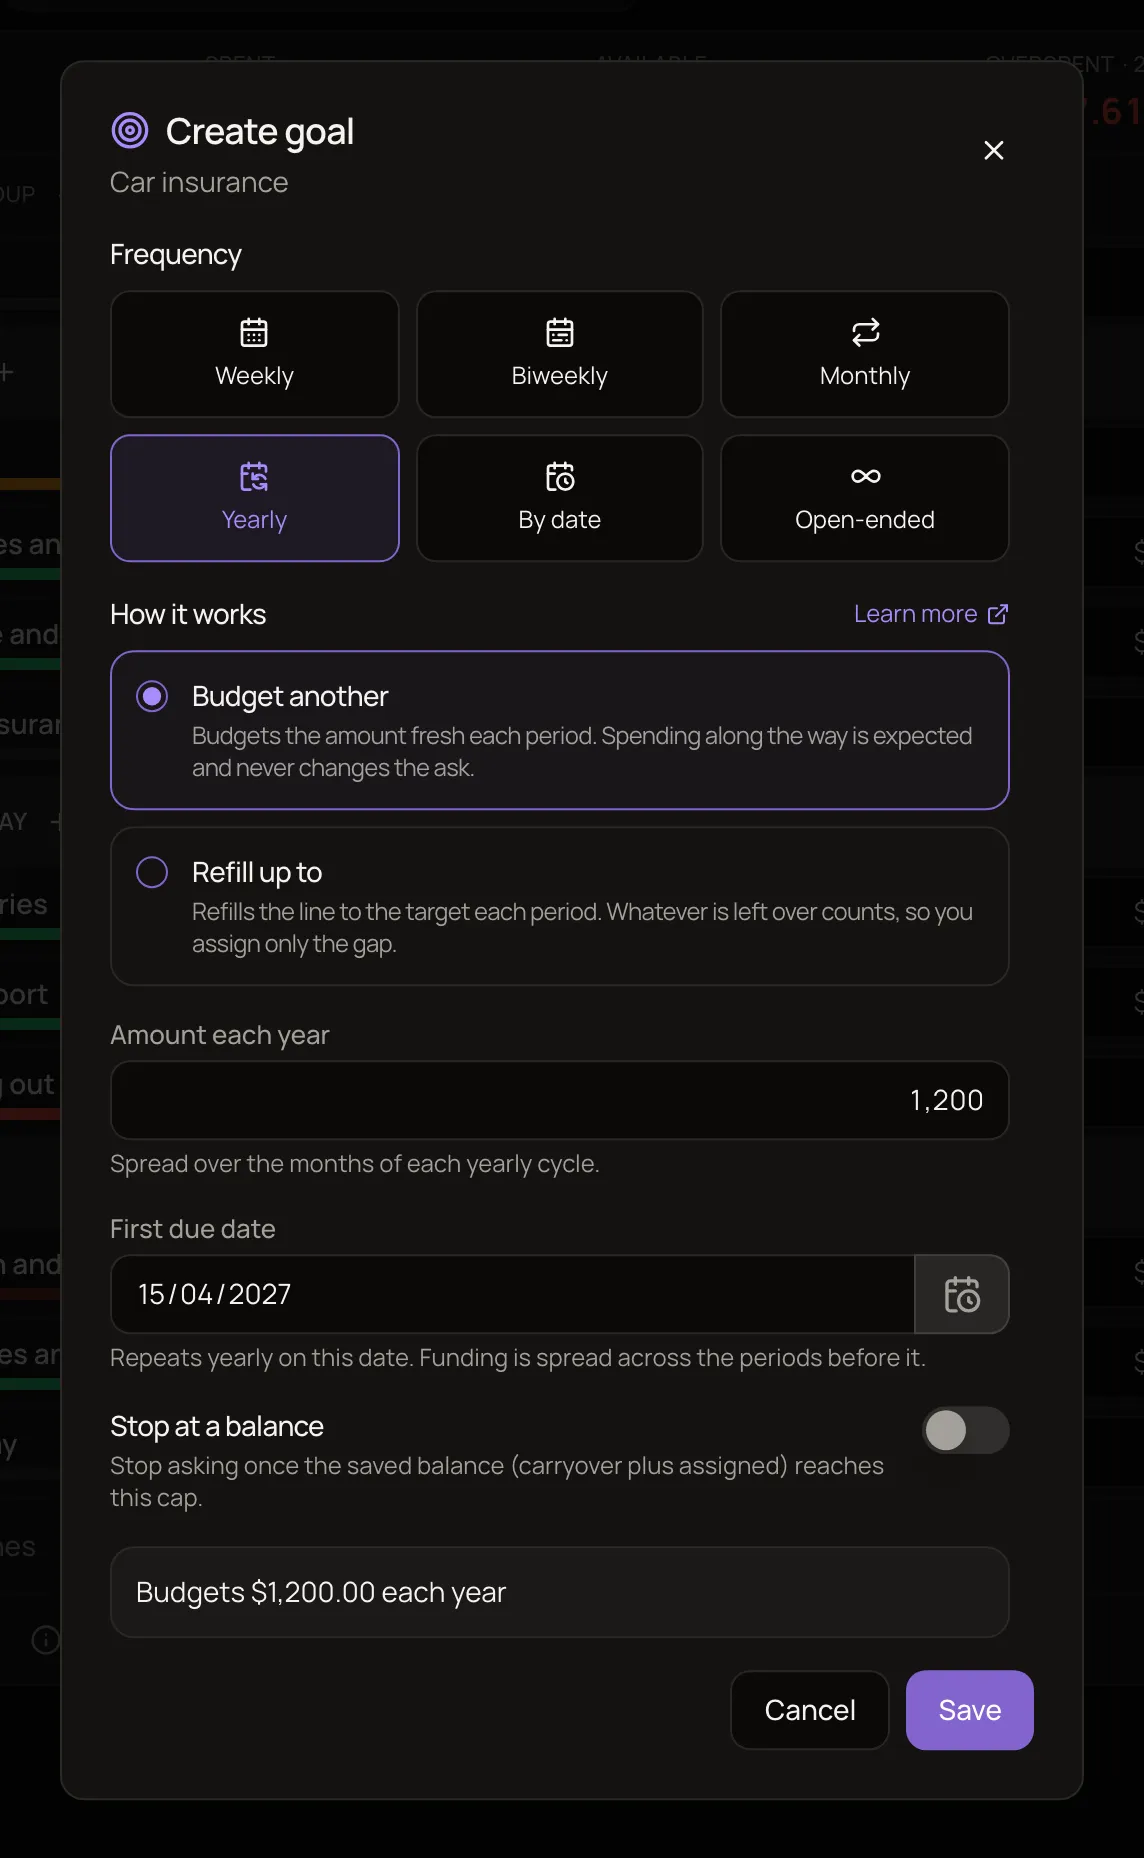 SPENT
AVAILABLE
OVERSPENT · 2
7.61
Create goal
Car insurance
Frequency
Weekly
Biweekly
Monthly
Yearly
By date
Open-ended
How it works
Learn more
Budget another
Budgets the amount fresh each period. Spending along the way is expected
and never changes the ask.
Refill up to
Refills the line to the target each period. Whatever is left over counts, so you
assign only the gap.
Amount each year
1,200
Spread over the months of each yearly cycle.
First due date
15/04/2027
Repeats yearly on this date. Funding is spread across the periods before it.
Stop at a balance
Stop asking once the saved balance (carryover plus assigned) reaches
this cap.
Budgets $1,200.00 each year
Cancel
Save